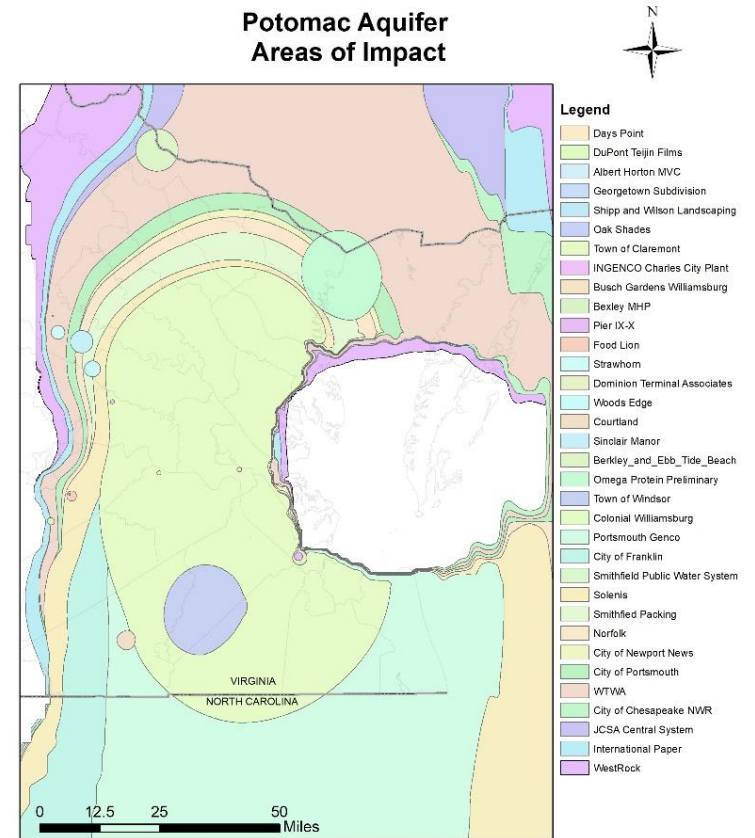 Potomac Aquifer
Areas of Impact
N
Legend
Days Point
DuPont Teijin Films
Albert Horton MVC
Georgetown Subdivision
Shipp and Wilson Landscaping
Oak Shades
Town of Claremont
INGENCO Charles City Plant
Busch Gardens Williamsburg
Bexley MHP
Pier IX-X
Food Lion
Strawhorn
Dominion Terminal Associates
Woods Edge
Courtland
Sinclair Manor
Berkley_and_Ebb_Tide_Beach
Omega Protein Preliminary
Town of Windsor
Colonial Williamsburg
Portsmouth Genco
City of Franklin
Smithfield Public Water System
Solenis
Smithfied Packing
Norfolk
City of Newport News
City of Portsmouth
WTWA
City of Chesapeake NWR
JCSA Central System
International Paper
WestRock
VIRGINIA
NORTH CAROLINA
0 12.5 25 50
Miles